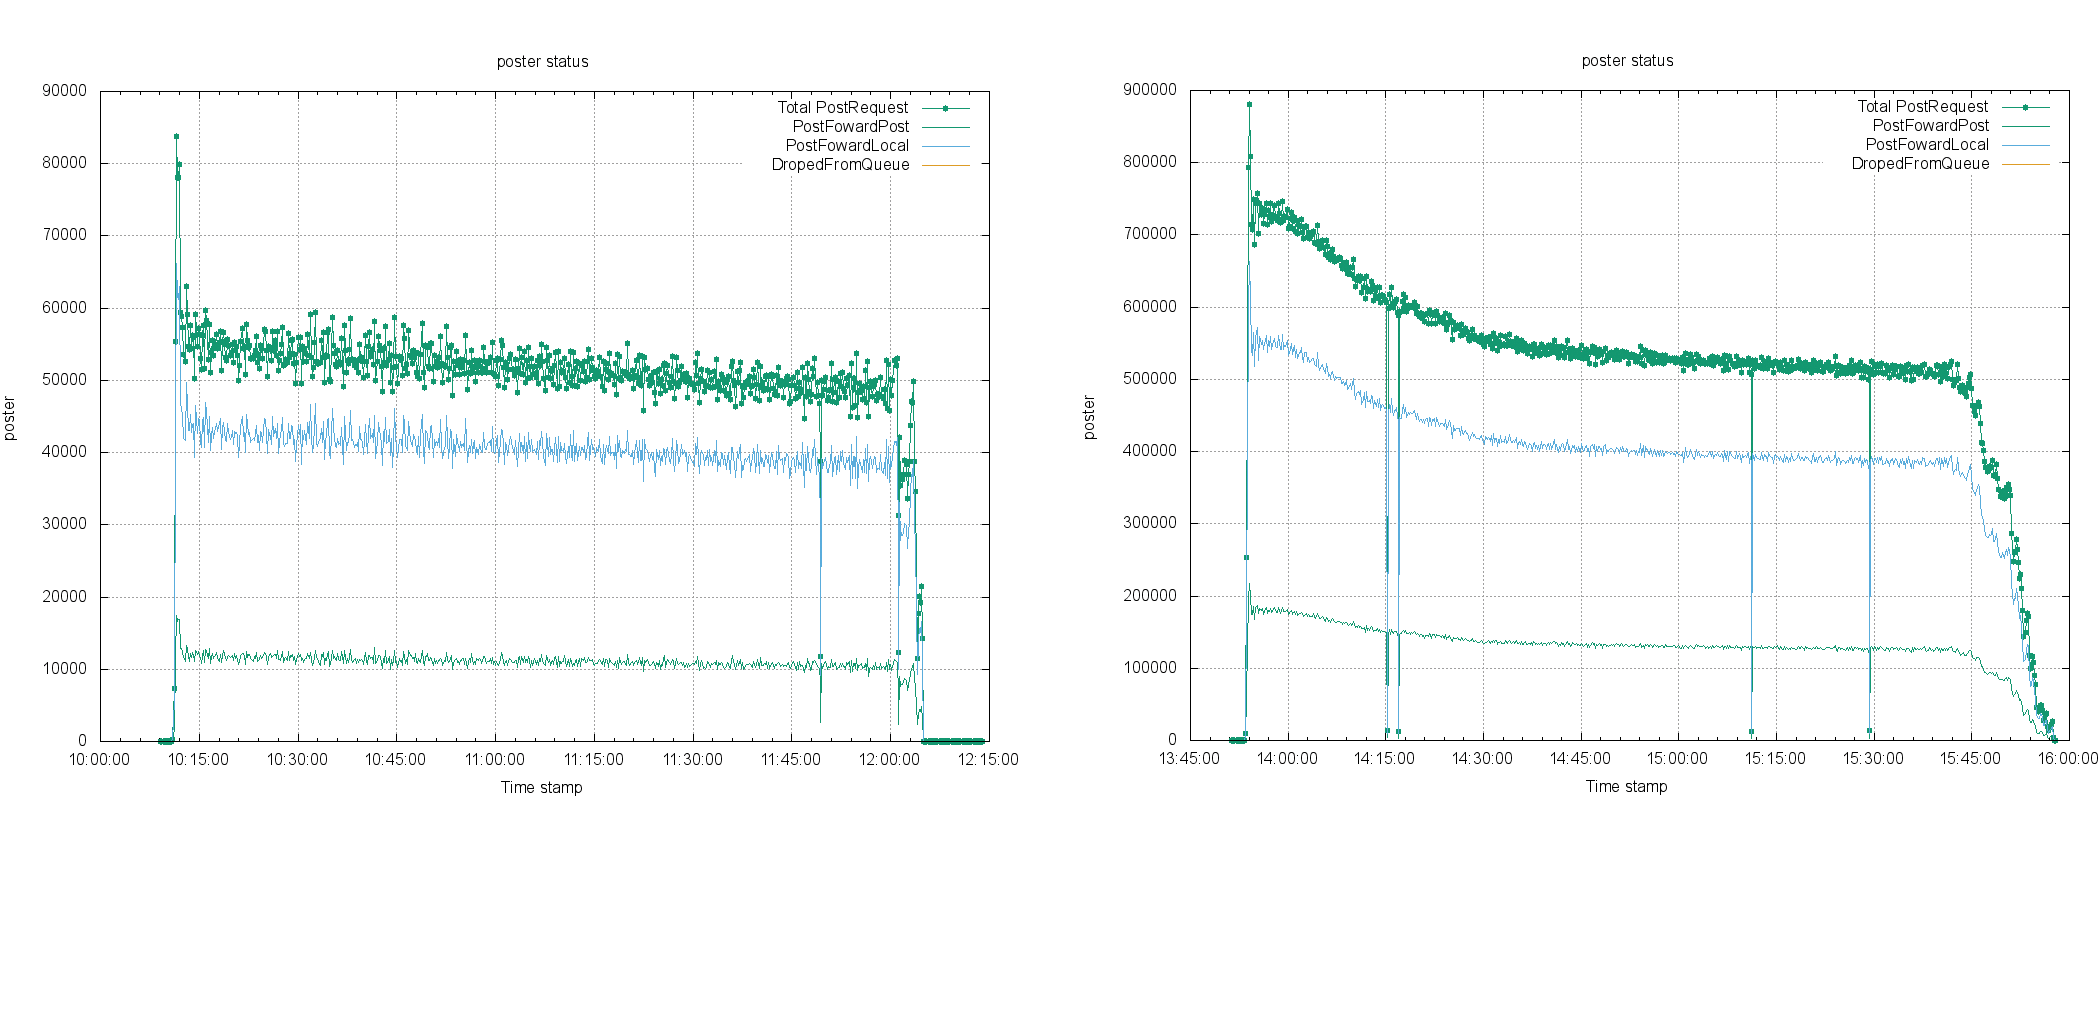 poster status
Total PostRequest
PostFowardPost
PostFowardLocal
DropedFromQueue
90000
80000
70000
60000
50000
40000
30000
20000
10000
0
poster
10:00:00 10:15:00 10:30:00 10:45:00 11:00:00 11:15:00 11:30:00 11:45:00 12:00:00 12:15:00
Time stamp
poster status
Total PostRequest
PostFowardPost
PostFowardLocal
DropedFromQueue
900000
800000
700000
600000
500000
400000
300000
200000
100000
0
poster
13:45:00 14:00:00 14:15:00 14:30:00 14:45:00 15:00:00 15:15:00 15:30:00 15:45:00 16:00:00
Time stamp